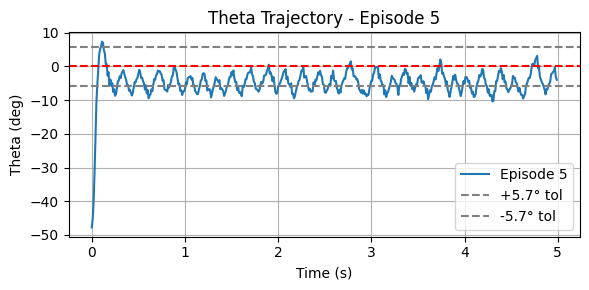 Theta Trajectory - Episode 5
Theta (deg)
10
0
−10
−20
−30
−40
−50
Episode 5
+5.7° tol
-5.7° tol
0
1
2
3
4
5
Time (s)